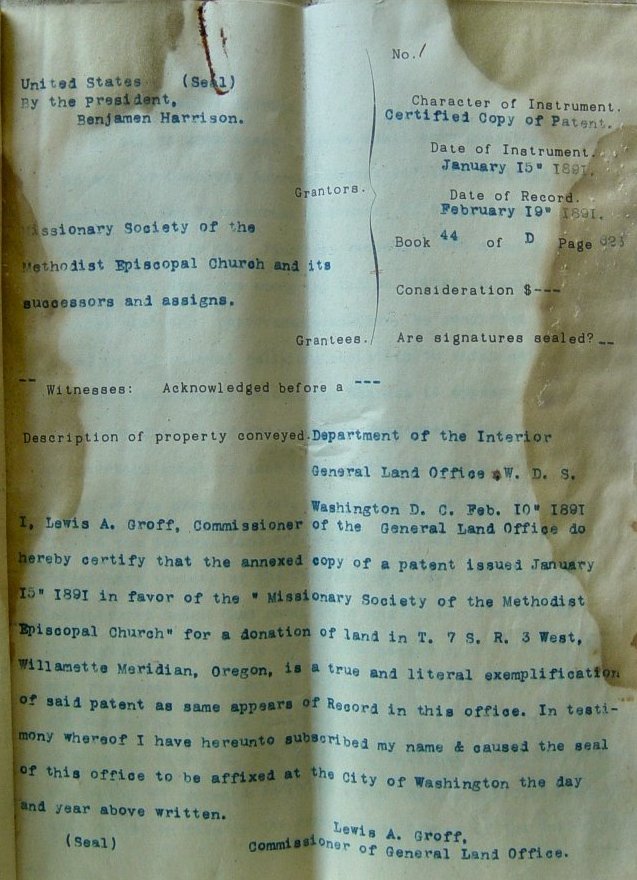 United States (Seal)
By the president,
Benjamen Harrison.
Grantors.
Missionary Society of the
Methodist Episcopal Church and its
successors and assigns.
Grantees.
No. 1
Character of Instrument.
Certified Copy of Patent.
Date of Instrument.
January 15" 1891.
Date of Record.
February 19" 1891.
Book 44 of D Page
Consideration $---
Are signatures sealed? --
-- Witnesses: Acknowledged before a ---
Description of property conveyed. Department of the Interior
General Land Office W. D. S.
Washington D. C. Feb. 10" 1891
I, Lewis A. Groff, Commissioner of the General Land Office do
hereby certify that the annexed copy of a patent issued January
15" 1891 in favor of the " Missionary Society of the Methodist
Episcopal Church" for a donation of land in T. 7 S. R. 3 West,
Willamette Meridian, Oregon, is a true and literal exemplification
of said patent as same appears of Record in this office. In testi-
mony whereof I have hereunto subscribed my name & caused the seal
of this office to be affixed at the City of Washington the day
and year above written.
(Seal)
Lewis A. Groff,
Commissioner of General Land Office.